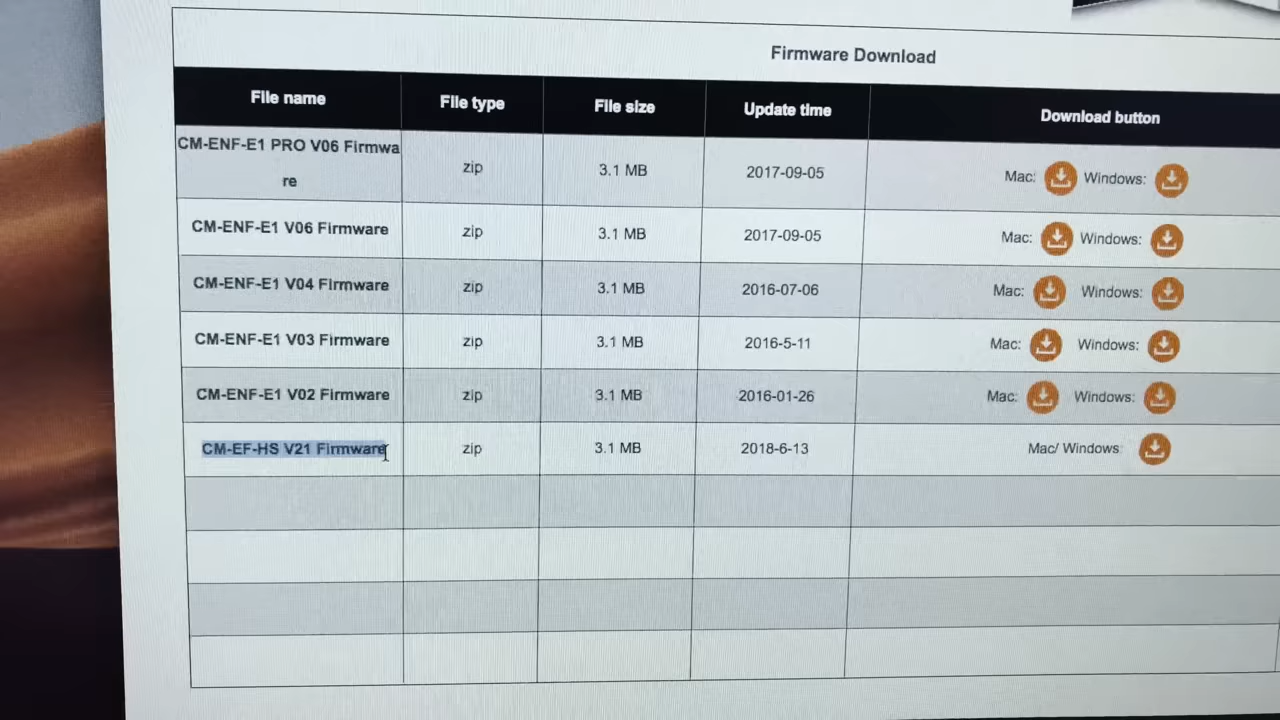 Firmware Download
File name File type File size Update time Download button
CM-ENF-E1 PRO V06 Firmwa
re zip 3.1 MB 2017-09-05 Mac: Windows:
CM-ENF-E1 V06 Firmware zip 3.1 MB 2017-09-05 Mac: Windows:
CM-ENF-E1 V04 Firmware zip 3.1 MB 2016-07-06 Mac: Windows:
CM-ENF-E1 V03 Firmware zip 3.1 MB 2016-5-11 Mac: Windows:
CM-ENF-E1 V02 Firmware zip 3.1 MB 2016-01-26 Mac: Windows:
CM-EF-HS V21 Firmware zip 3.1 MB 2018-6-13 Mac/ Windows: